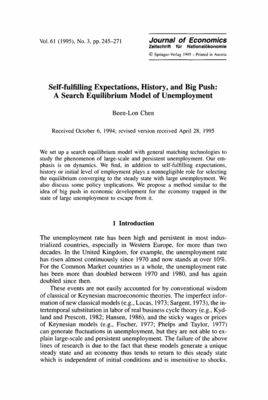 Vol. 61 (1995), No. 3, pp. 245–271
Journal of Economics
Zeitschrift für Nationalökonomie
© Springer-Verlag 1995 – Printed in Austria
Self-fulfilling Expectations, History, and Big Push:
A Search Equilibrium Model of Unemployment
Been-Lon Chen
Received October 6, 1994; revised version received April 28, 1995
We set up a search equilibrium model with general matching technologies to
study the phenomenon of large-scale and persistent unemployment. Our em-
phasis is on dynamics. We find, in addition to self-fulfilling expectations,
history or initial level of employment plays a nonnegligible role for selecting
the equilibrium converging to the steady state with large unemployment. We
also discuss some policy implications. We propose a method similar to the
idea of big push in economic development for the economy trapped in the
state of large unemployment to escape from it.
1 Introduction
The unemployment rate has been high and persistent in most indus-
trialized countries, especially in Western Europe, for more than two
decades. In the United Kingdom, for example, the unemployment rate
has risen almost continuously since 1970 and now stands at over 10%.
For the Common Market countries as a whole, the unemployment rate
has been more than doubled between 1970 and 1980, and has again
doubled since then.
These events are not easily accounted for by conventional wisdom
of classical or Keynesian macroeconomic theories. The imperfect infor-
mation of new classical models (e.g., Lucas, 1973; Sargent, 1973), the in-
tertemporal substitution in labor of real business cycle theory (e.g., Kyd-
land and Prescott, 1982; Hansen, 1986), and the sticky wages or prices
of Keynesian models (e.g., Fischer, 1977; Phelps and Taylor, 1977)
can generate fluctuations in unemployment, but they are not able to ex-
plain large-scale and persistent unemployment. The failure of the above
lines of research is due to the fact that these models generate a unique
steady state and an economy thus tends to return to this steady state
which is independent of initial conditions and is insensitive to shocks.